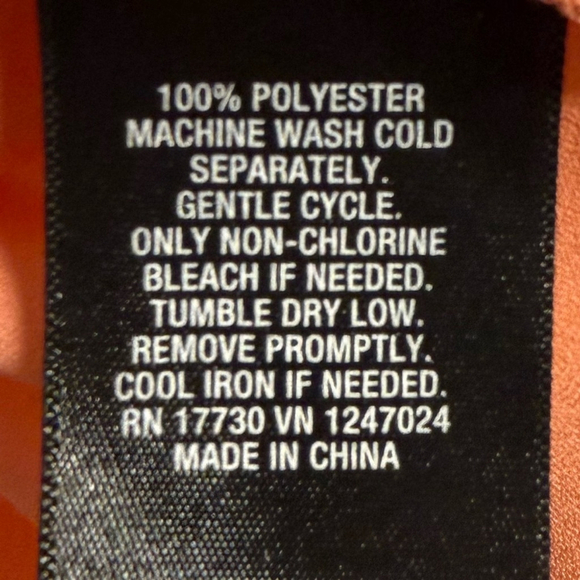 100% POLYESTER
MACHINE WASH COLD
SEPARATELY.
GENTLE CYCLE.
ONLY NON-CHLORINE
BLEACH IF NEEDED.
TUMBLE DRY LOW.
REMOVE PROMPTLY.
COOL IRON IF NEEDED.
RN 17730 VN 1247024
MADE IN CHINA